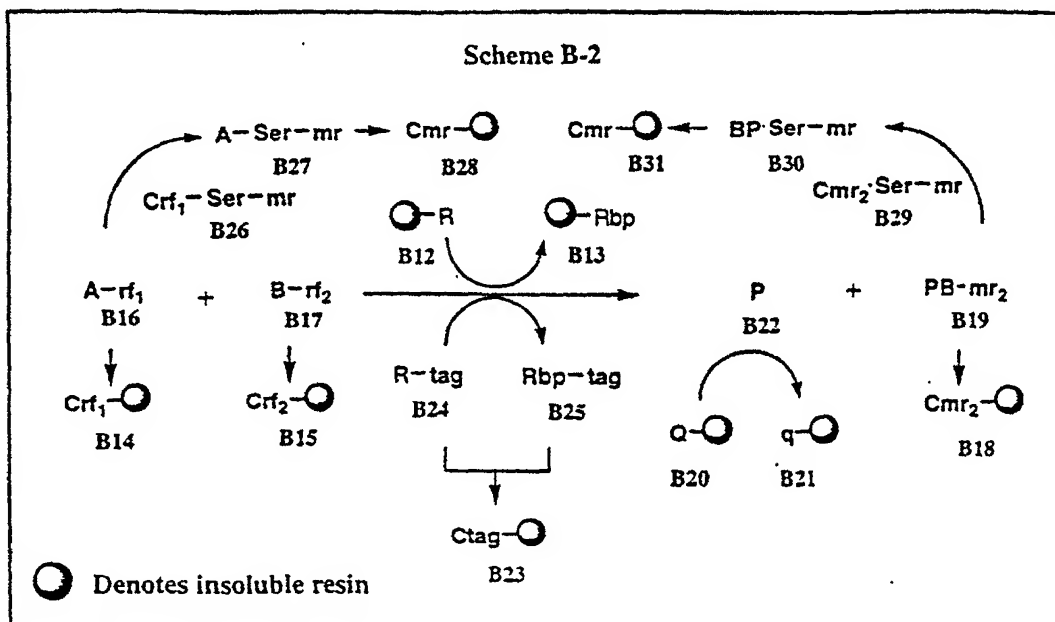 Scheme B-2
A–Ser–mr → Cmr–
B27 B28
Cmr– ← BP·Ser–mr
B31 B30
Crf₁–Ser–mr
B26
Cmr₂·Ser–mr
B29
R
B12
Rbp
B13
A–rf₁ + B–rf₂
B16 B17
P + PB–mr₂
B22 B19
Crf₁–
B14
Crf₂–
B15
R–tag
B24
Rbp–tag
B25
Q–
B20
q–
B21
Cmr₂–
B18
Ctag–
B23
Denotes insoluble resin